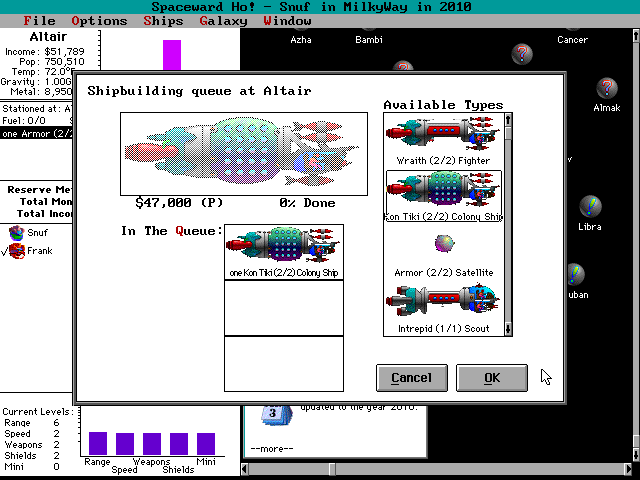 Spaceward Ho! - Snuf in MilkyWay in 2010
File Options Ships Galaxy Window
Altair
Income: $51,789
Pop: 750,510
Temp: 72.0°F
Gravity: 1.00G
Metal: 8,950
Stationed at: Al
Fuel: 0/0
one Armor (2/2
Reserve Me
Total Mon
Total Inco
Snuf
Frank
Current Levels:
Range 6
Speed 2
Weapons 2
Shields 2
Mini 0
Range Weapons Mini
Speed Shields
Azha
Bambi
Cancer
Almak
Libra
uban
Shipbuilding queue at Altair
$47,000 (P) 0% Done
In The Queue:
one Kon Tiki (2/2) Colony Ship
Available Types
Wraith (2/2) Fighter
Kon Tiki (2/2) Colony Ship
Armor (2/2) Satellite
Intrepid (1/1) Scout
Cancel
OK
3
updated to the year 2010.
--more--